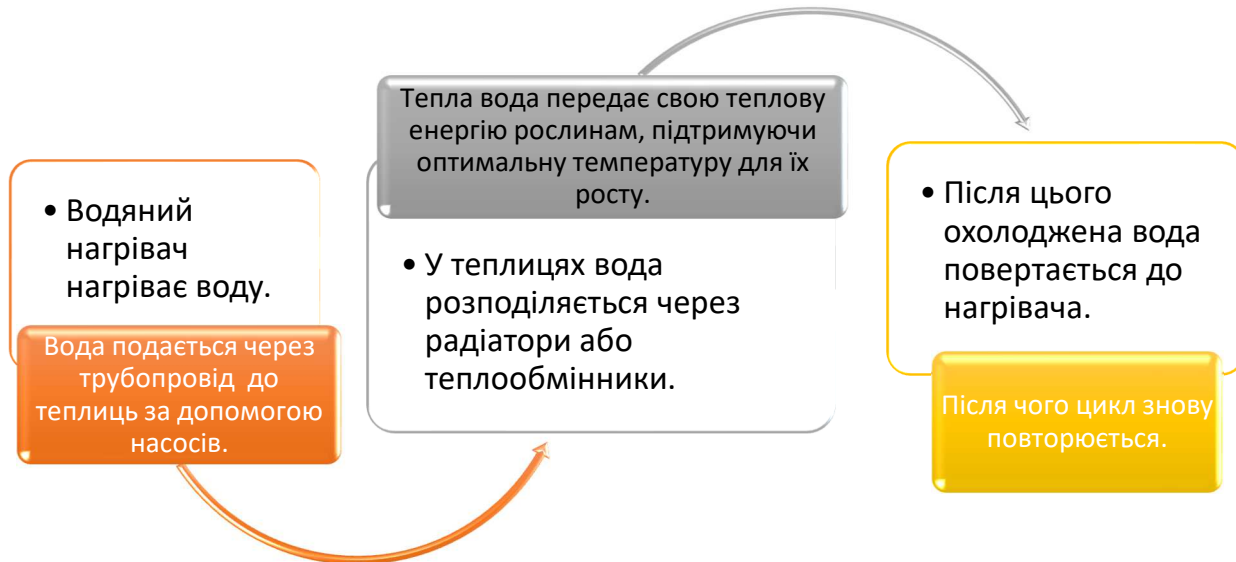 • Водяний
нагрівач
нагріває воду.
Вода подається через
трубопровід до
теплиць за допомогою
насосів.
Тепла вода передає свою теплову
енергію рослинам, підтримуючи
оптимальну температуру для їх
росту.
• У теплицях вода
розподіляється через
радіатори або
теплообмінники.
• Після цього
охолоджена вода
повертається до
нагрівача.
Після чого цикл знову
повторюється.